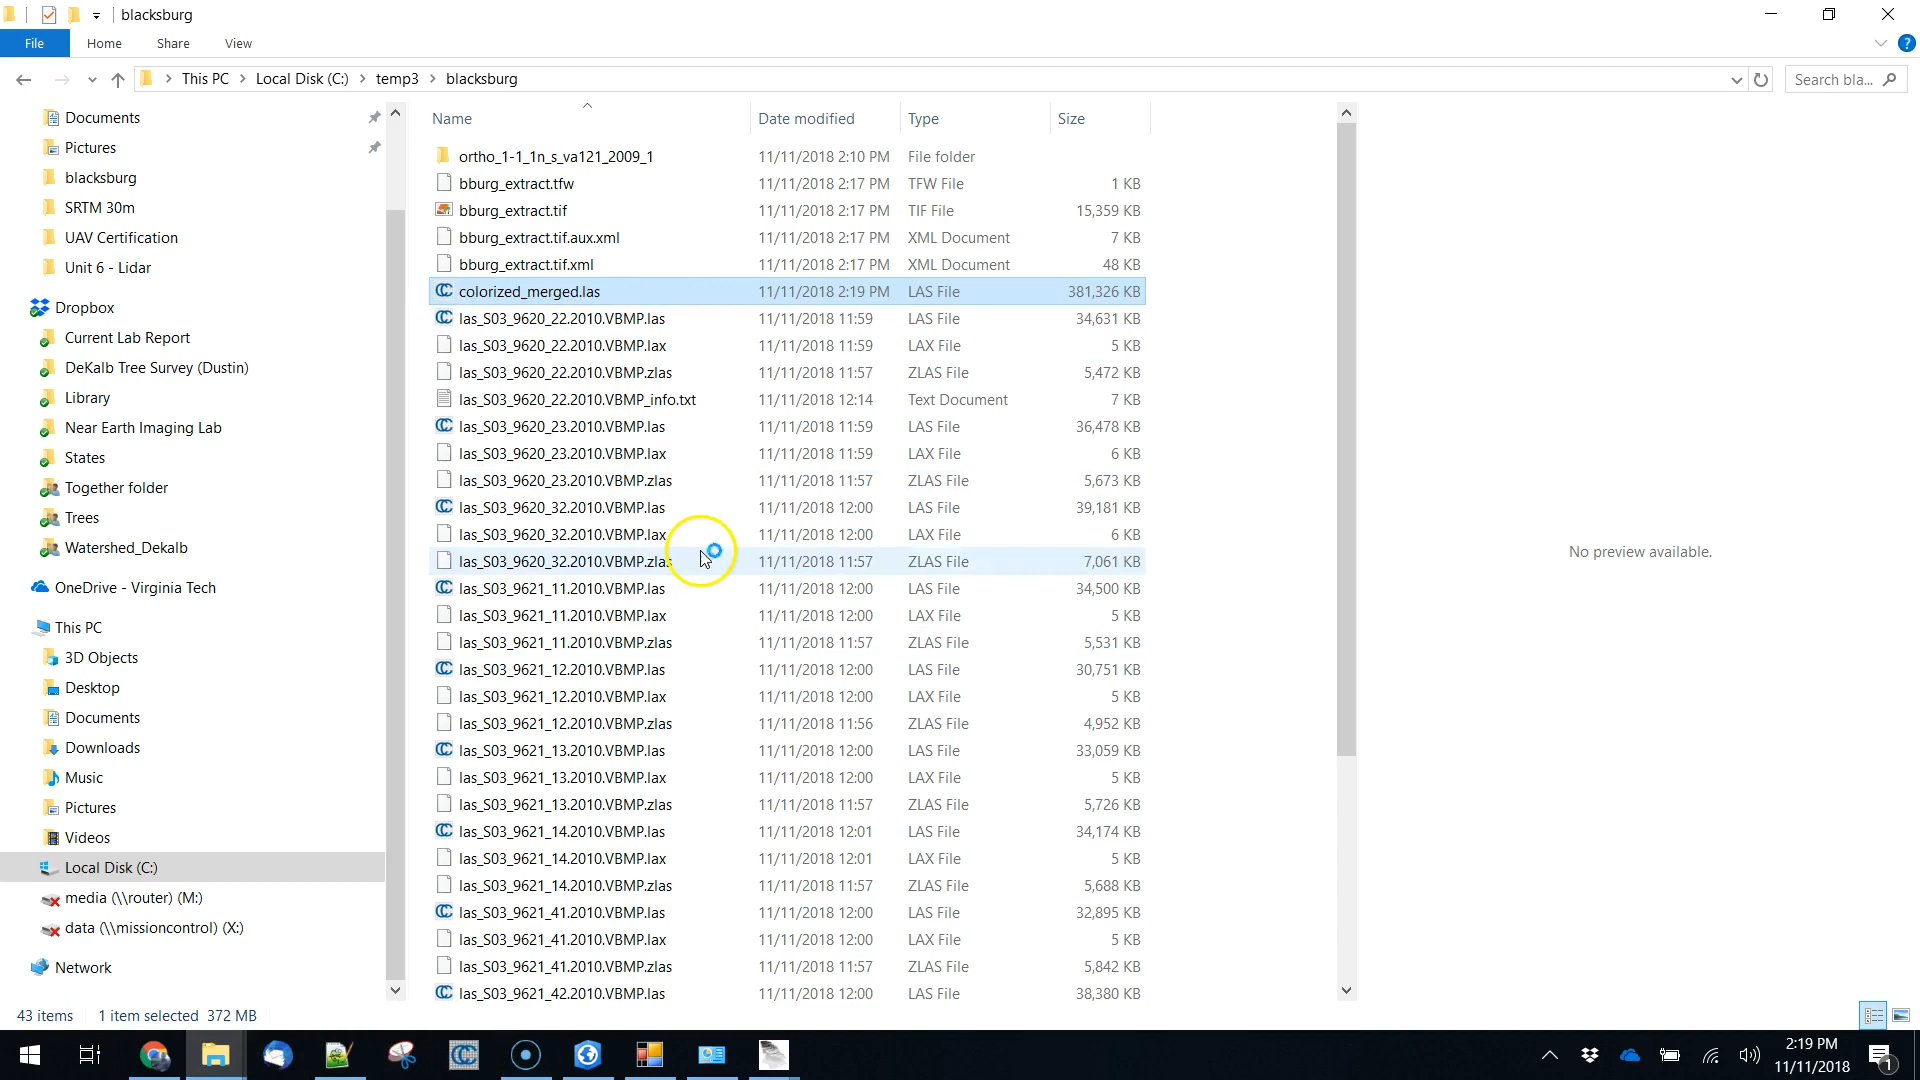 blacksburg
File Home Share View
This PC Local Disk (C:) temp3 blacksburg
Search bla...
Documents
Pictures
blacksburg
SRTM 30m
UAV Certification
Unit 6 - Lidar
Dropbox
Current Lab Report
DeKalb Tree Survey (Dustin)
Library
Near Earth Imaging Lab
States
Together folder
Trees
Watershed_Dekalb
OneDrive - Virginia Tech
This PC
3D Objects
Desktop
Documents
Downloads
Music
Pictures
Videos
Local Disk (C:)
media (\\router) (M:)
data (\\missioncontrol) (X:)
Network
Name Date modified Type Size
ortho_1-1_1n_s_va121_2009_1 11/11/2018 2:10 PM File folder
bburg_extract.tfw 11/11/2018 2:17 PM TFW File 1 KB
bburg_extract.tif 11/11/2018 2:17 PM TIF File 15,359 KB
bburg_extract.tif.aux.xml 11/11/2018 2:17 PM XML Document 7 KB
bburg_extract.tif.xml 11/11/2018 2:17 PM XML Document 48 KB
colorized_merged.las 11/11/2018 2:19 PM LAS File 381,326 KB
las_S03_9620_22.2010.VBMP.las 11/11/2018 11:59 LAS File 34,631 KB
las_S03_9620_22.2010.VBMP.lax 11/11/2018 11:59 LAX File 5 KB
las_S03_9620_22.2010.VBMP.zlas 11/11/2018 11:57 ZLAS File 5,472 KB
las_S03_9620_22.2010.VBMP_info.txt 11/11/2018 12:14 Text Document 7 KB
las_S03_9620_23.2010.VBMP.las 11/11/2018 11:59 LAS File 36,478 KB
las_S03_9620_23.2010.VBMP.lax 11/11/2018 11:59 LAX File 6 KB
las_S03_9620_23.2010.VBMP.zlas 11/11/2018 11:57 ZLAS File 5,673 KB
las_S03_9620_32.2010.VBMP.las 11/11/2018 12:00 LAS File 39,181 KB
las_S03_9620_32.2010.VBMP.lax 11/11/2018 12:00 LAX File 6 KB
las_S03_9620_32.2010.VBMP.zlas 11/11/2018 11:57 ZLAS File 7,061 KB
las_S03_9621_11.2010.VBMP.las 11/11/2018 12:00 LAS File 34,500 KB
las_S03_9621_11.2010.VBMP.lax 11/11/2018 12:00 LAX File 5 KB
las_S03_9621_11.2010.VBMP.zlas 11/11/2018 11:57 ZLAS File 5,531 KB
las_S03_9621_12.2010.VBMP.las 11/11/2018 12:00 LAS File 30,751 KB
las_S03_9621_12.2010.VBMP.lax 11/11/2018 12:00 LAX File 5 KB
las_S03_9621_12.2010.VBMP.zlas 11/11/2018 11:56 ZLAS File 4,952 KB
las_S03_9621_13.2010.VBMP.las 11/11/2018 12:00 LAS File 33,059 KB
las_S03_9621_13.2010.VBMP.lax 11/11/2018 12:00 LAX File 5 KB
las_S03_9621_13.2010.VBMP.zlas 11/11/2018 11:57 ZLAS File 5,726 KB
las_S03_9621_14.2010.VBMP.las 11/11/2018 12:01 LAS File 34,174 KB
las_S03_9621_14.2010.VBMP.lax 11/11/2018 12:01 LAX File 5 KB
las_S03_9621_14.2010.VBMP.zlas 11/11/2018 11:57 ZLAS File 5,688 KB
las_S03_9621_41.2010.VBMP.las 11/11/2018 12:00 LAS File 32,895 KB
las_S03_9621_41.2010.VBMP.lax 11/11/2018 12:00 LAX File 5 KB
las_S03_9621_41.2010.VBMP.zlas 11/11/2018 11:57 ZLAS File 5,842 KB
las_S03_9621_42.2010.VBMP.las 11/11/2018 12:00 LAS File 38,380 KB
No preview available.
43 items 1 item selected 372 MB
2:19 PM
11/11/2018
1